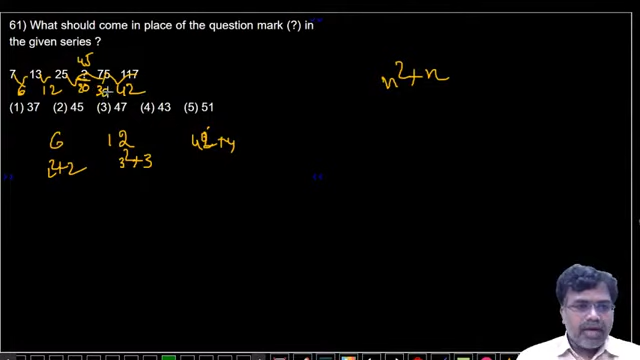 61) What should come in place of the question mark (?) in
the given series ?
45
7 13 25 ? 75 117
6 12 20 30 42
(1) 37 (2) 45 (3) 47 (4) 43 (5) 51
n²+n
6 12
2²+2 3²+3